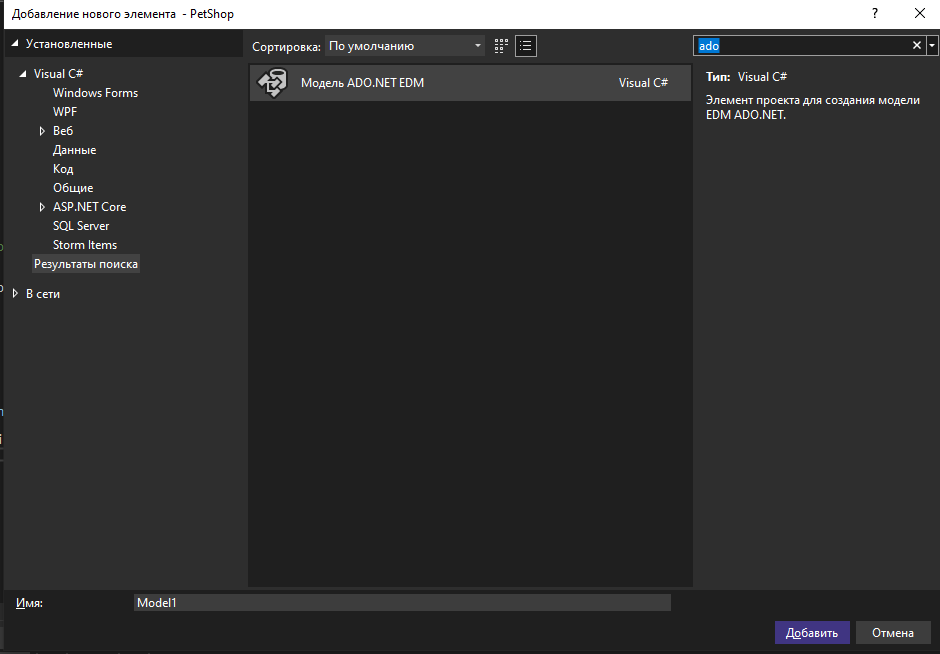 Добавление нового элемента - PetShop
?
Установленные
Visual C#
Windows Forms
WPF
Веб
Данные
Код
Общие
ASP.NET Core
SQL Server
Storm Items
Результаты поиска
В сети
Сортировка: По умолчанию
Модель ADO.NET EDM Visual C#
ado
Тип: Visual C#
Элемент проекта для создания модели
EDM ADO.NET.
Имя: Model1
Добавить Отмена